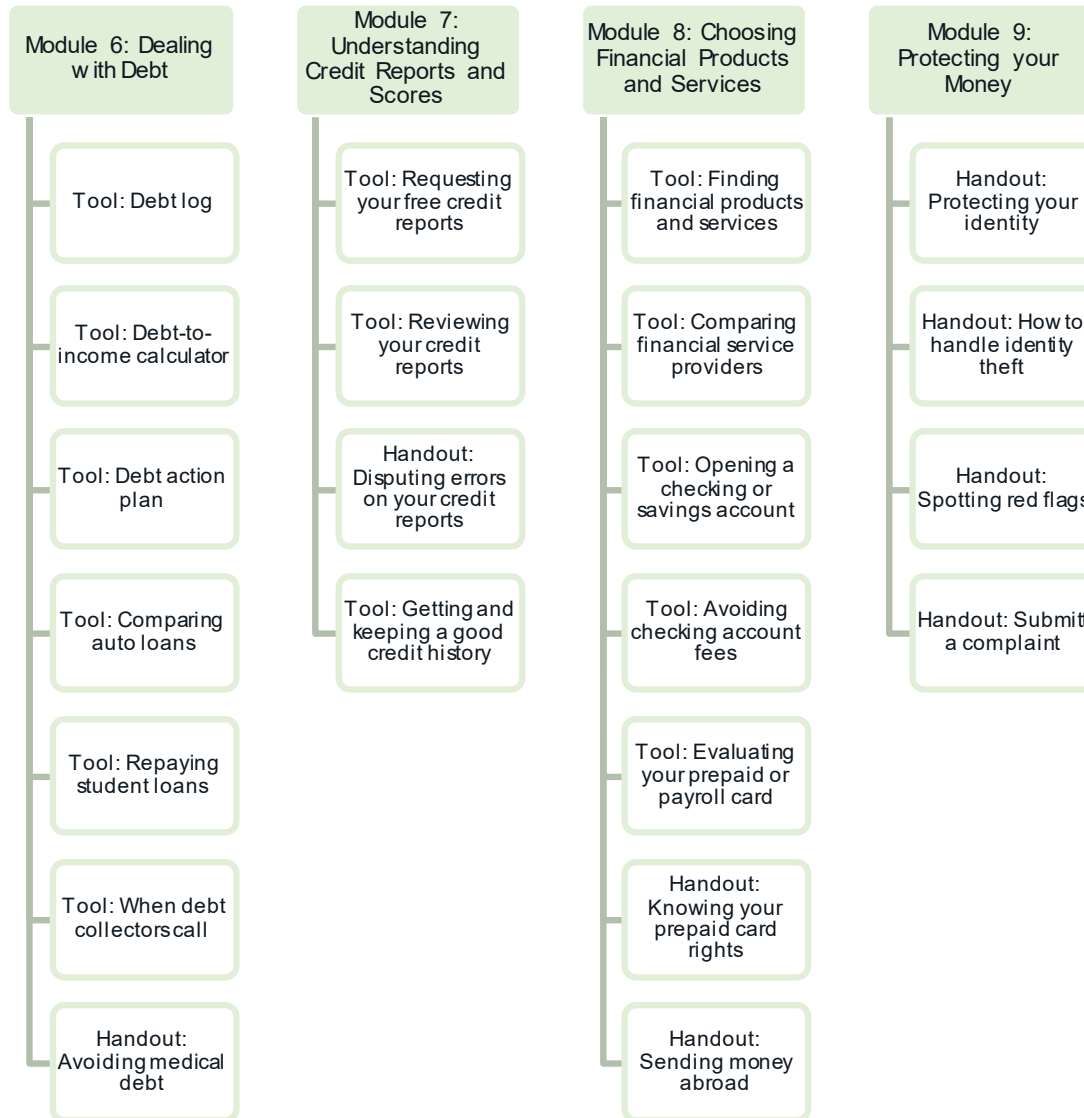 Module 6: Dealing
with Debt
Tool: Debt log
Tool: Debt-to-
income calculator
Tool: Debt action
plan
Tool: Comparing
auto loans
Tool: Repaying
student loans
Tool: When debt
collectors call
Handout:
Avoiding medical
debt
Module 7:
Understanding
Credit Reports and
Scores
Tool: Requesting
your free credit
reports
Tool: Reviewing
your credit
reports
Handout:
Disputing errors
on your credit
reports
Tool: Getting and
keeping a good
credit history
Module 8: Choosing
Financial Products
and Services
Tool: Finding
financial products
and services
Tool: Comparing
financial service
providers
Tool: Opening a
checking or
savings account
Tool: Avoiding
checking account
fees
Tool: Evaluating
your prepaid or
payroll card
Handout:
Knowing your
prepaid card
rights
Handout:
Sending money
abroad
Module 9:
Protecting your
Money
Handout:
Protecting your
identity
Handout: How to
handle identity
theft
Handout:
Spotting red flags
Handout: Submit
a complaint